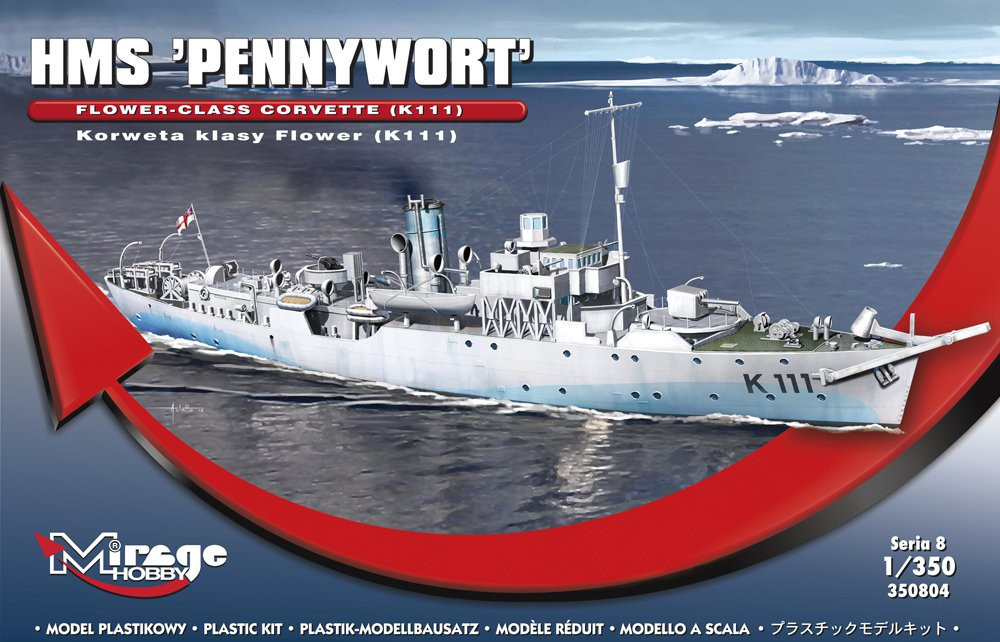 HMS 'PENNYWORT'
FLOWER-CLASS CORVETTE (K111)
Korweta klasy Flower (K111)
K 111
Mirage®
HOBBY
Seria 8
1/350
350804
• MODEL PLASTIKOWY • PLASTIC KIT • PLASTIK-MODELLBAUSATZ • MODÈLE RÉDUIT • MODELLO A SCALA • プラスチックモデルキット •